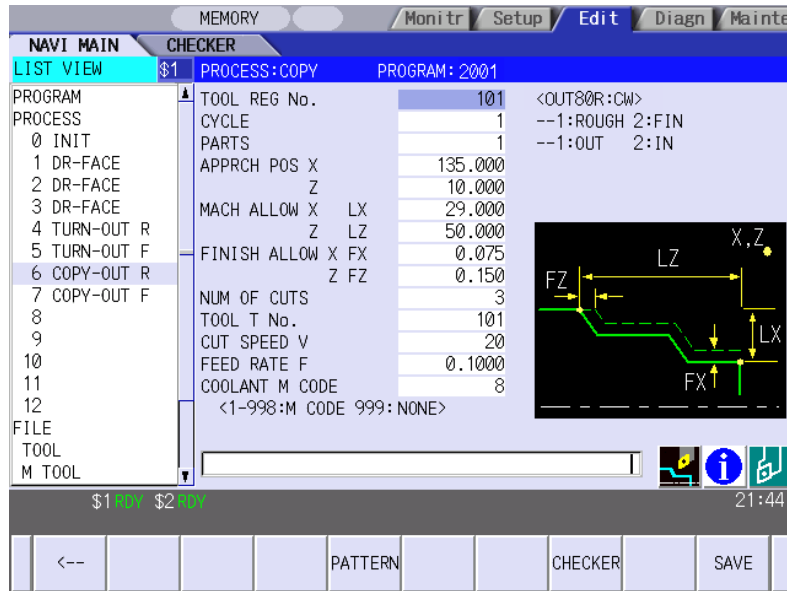 MEMORY Monitr Setup Edit Diagn Mainte
NAVI MAIN CHECKER
LIST VIEW $1 PROCESS:COPY PROGRAM: 2001
PROGRAM
PROCESS
0 INIT
1 DR-FACE
2 DR-FACE
3 DR-FACE
4 TURN-OUT R
5 TURN-OUT F
6 COPY-OUT R
7 COPY-OUT F
8
9
10
11
12
FILE
TOOL
M TOOL
TOOL REG No. 101 <OUT80R:CW>
CYCLE 1 --1:ROUGH 2:FIN
PARTS 1 --1:OUT 2:IN
APPRCH POS X 135.000
Z 10.000
MACH ALLOW X LX 29.000
Z LZ 50.000
FINISH ALLOW X FX 0.075
Z FZ 0.150
NUM OF CUTS 3
TOOL T No. 101
CUT SPEED V 20
FEED RATE F 0.1000
COOLANT M CODE 8
<1-998:M CODE 999:NONE>
X,Z
LZ
FZ
LX
FX
$1 RDY $2 RDY 21:44
<-- PATTERN CHECKER SAVE